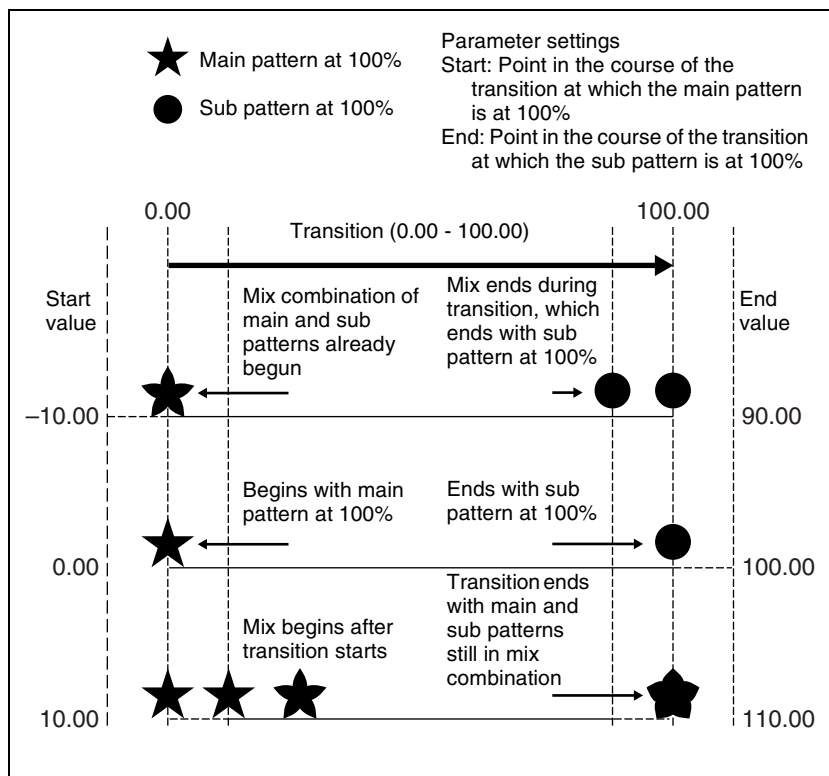 Main pattern at 100%
Sub pattern at 100%
Parameter settings
Start: Point in the course of the
transition at which the main pattern
is at 100%
End: Point in the course of the transition
at which the sub pattern is at 100%
0.00
100.00
Transition (0.00 - 100.00)
Start
value
End
value
Mix combination of
main and sub
patterns already
begun
Mix ends during
transition, which
ends with sub
pattern at 100%
–10.00
90.00
Begins with main
pattern at 100%
Ends with sub
pattern at 100%
0.00
100.00
Mix begins after
transition starts
Transition ends
with main and
sub patterns
still in mix
combination
10.00
110.00